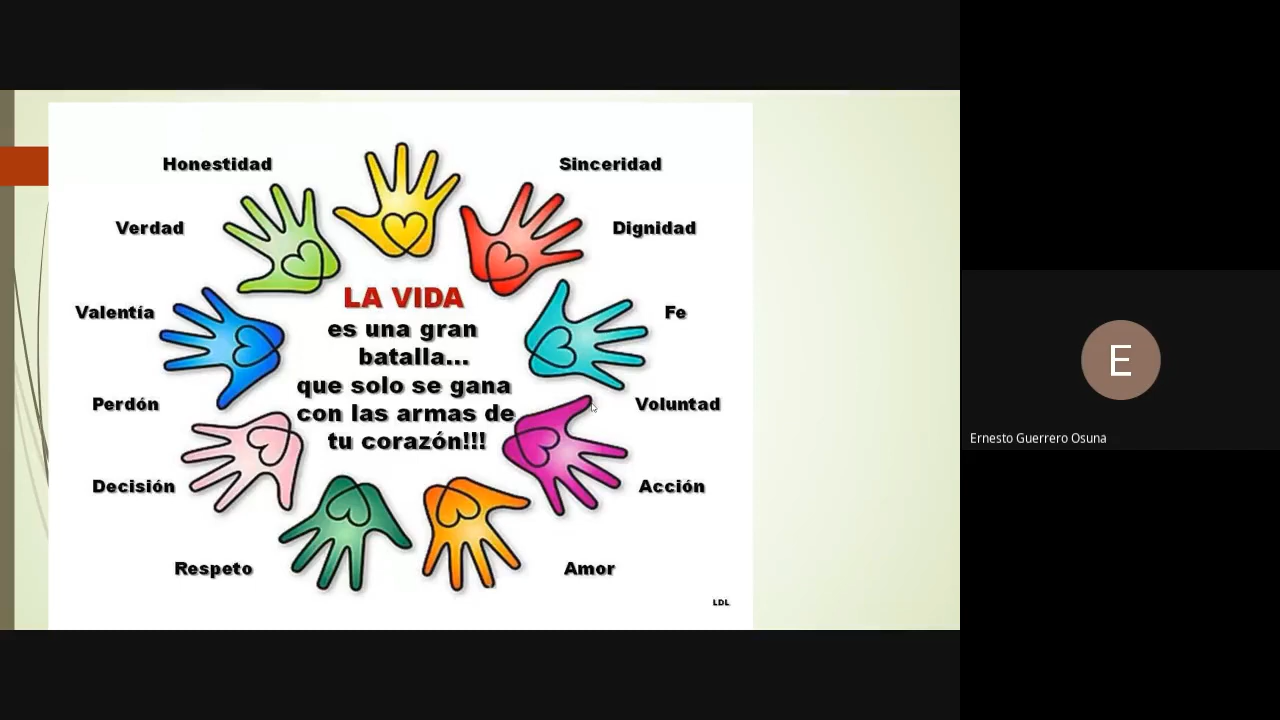 Honestidad
Sinceridad
Verdad
Dignidad
LA VIDA
es una gran
batalla...
que solo se gana
con las armas de
tu corazón!!!
Valentía
Fe
Perdón
Voluntad
Decisión
Acción
Respeto
Amor
LDL
E
Ernesto Guerrero Osuna